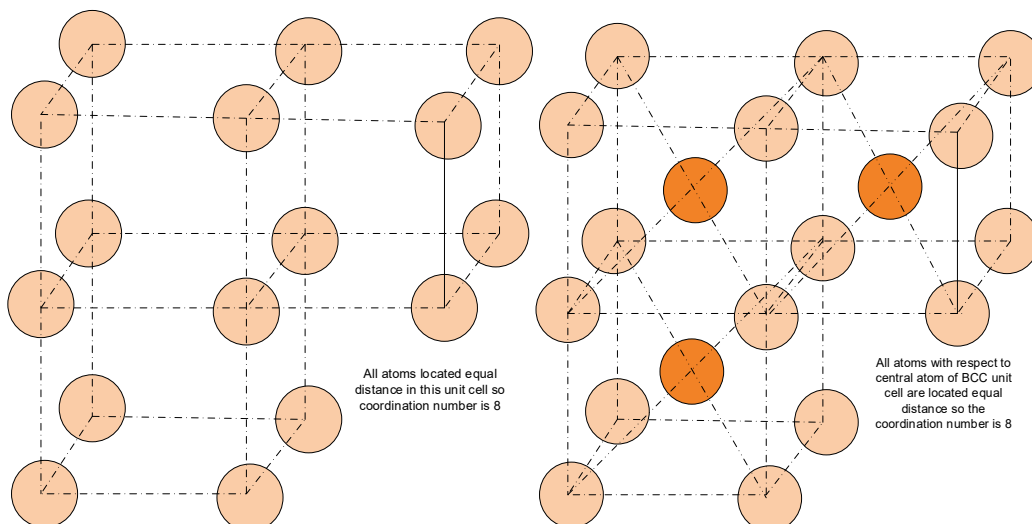 All atoms located equal
distance in this unit cell so
coordination number is 8
All atoms with respect to
central atom of BCC unit
cell are located equal
distance so the
coordination number is 8